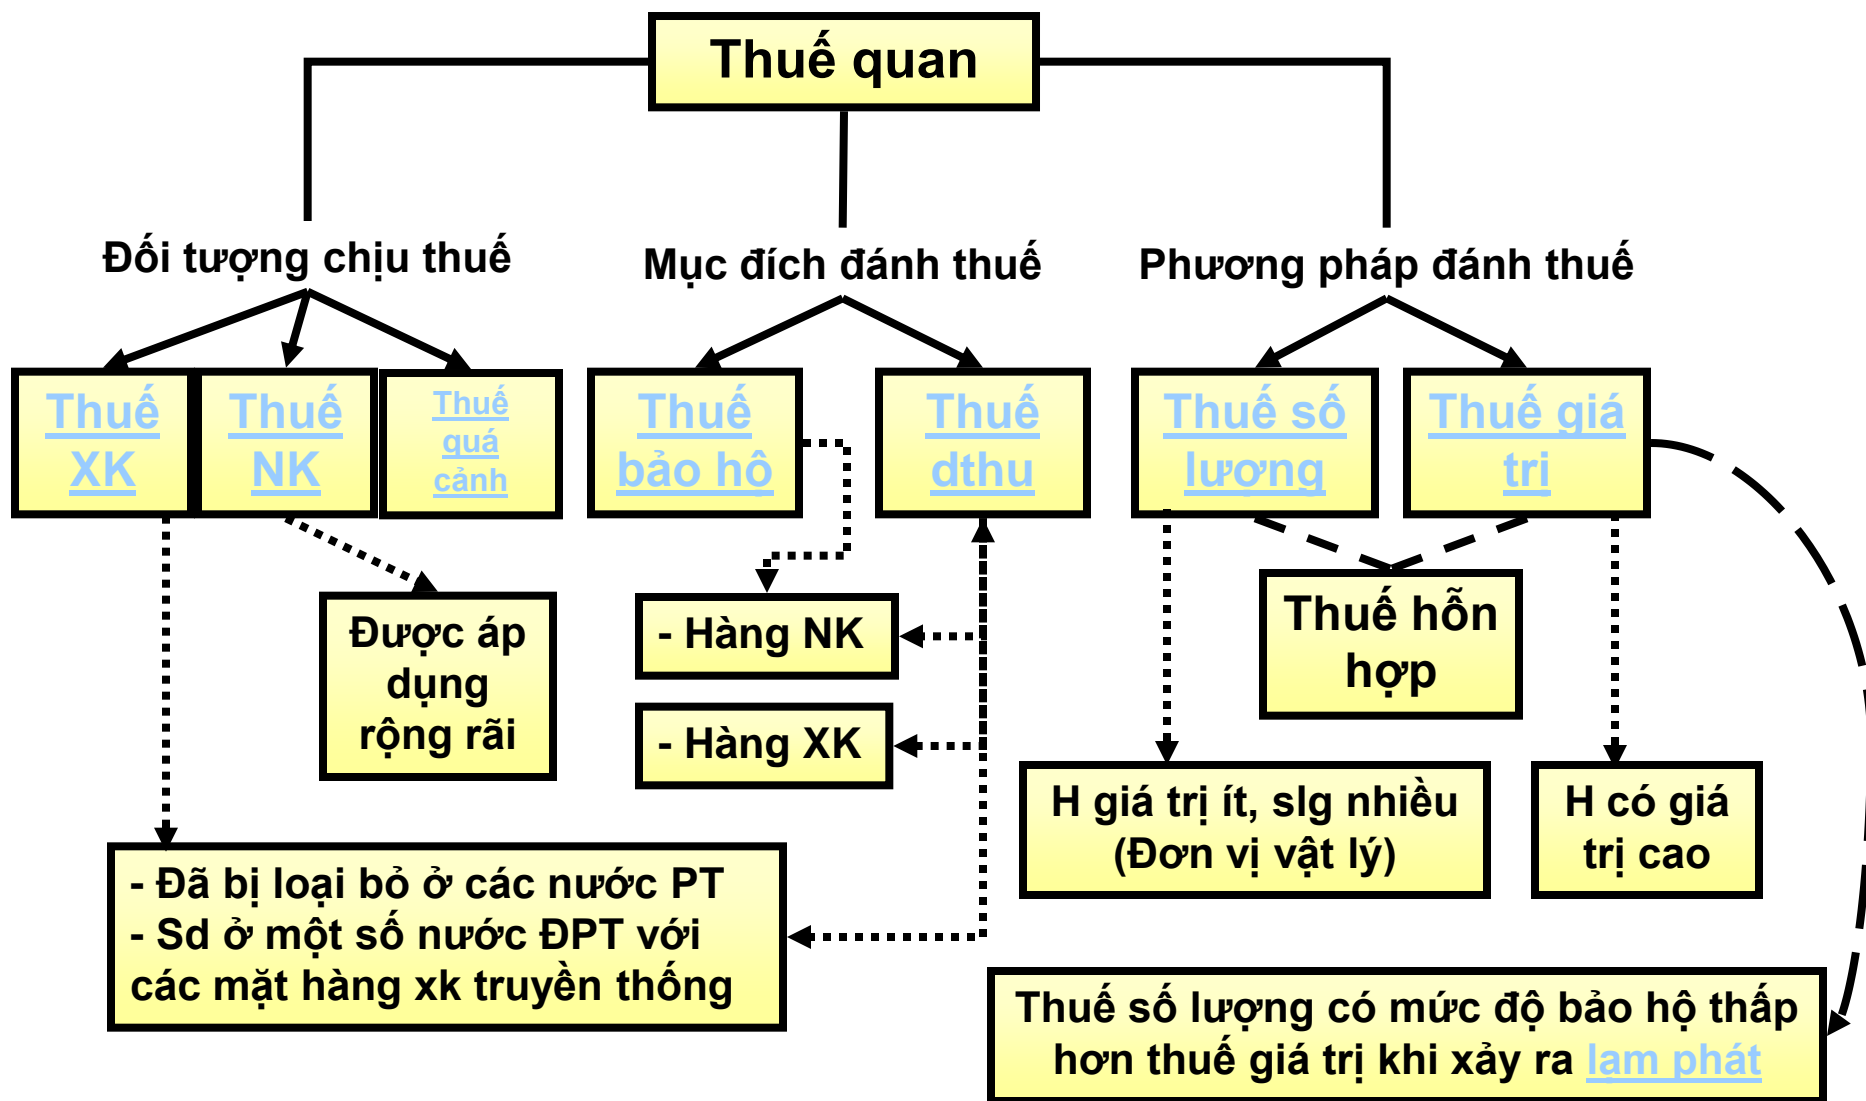 Thuế quan
Đối tượng chịu thuế
Mục đích đánh thuế
Phương pháp đánh thuế
Thuế
XK
Thuế
NK
Thuế
quá
cảnh
Thuế
bảo hộ
Thuế
dthu
Thuế số
lượng
Thuế giá
trị
Được áp
dụng
rộng rãi
- Hàng NK
- Hàng XK
Thuế hỗn
hợp
H giá trị ít, slg nhiều
(Đơn vị vật lý)
H có giá
trị cao
- Đã bị loại bỏ ở các nước PT
- Sd ở một số nước ĐPT với
các mặt hàng xk truyền thống
Thuế số lượng có mức độ bảo hộ thấp
hơn thuế giá trị khi xảy ra lạm phát